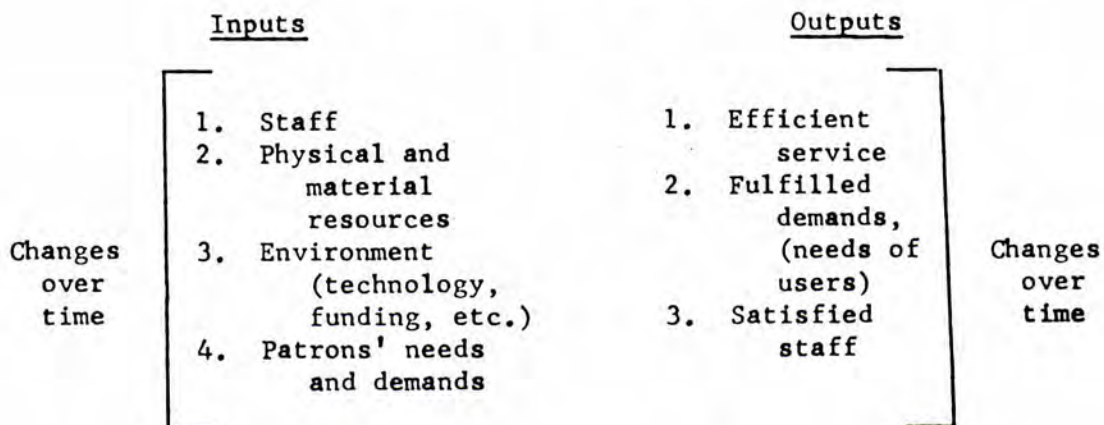 Inputs
Outputs
1. Staff
2. Physical and
material
resources
3. Environment
(technology,
funding, etc.)
4. Patrons' needs
and demands
1. Efficient
service
2. Fulfilled
demands,
(needs of
users)
3. Satisfied
staff
Changes
over
time
Changes
over
time